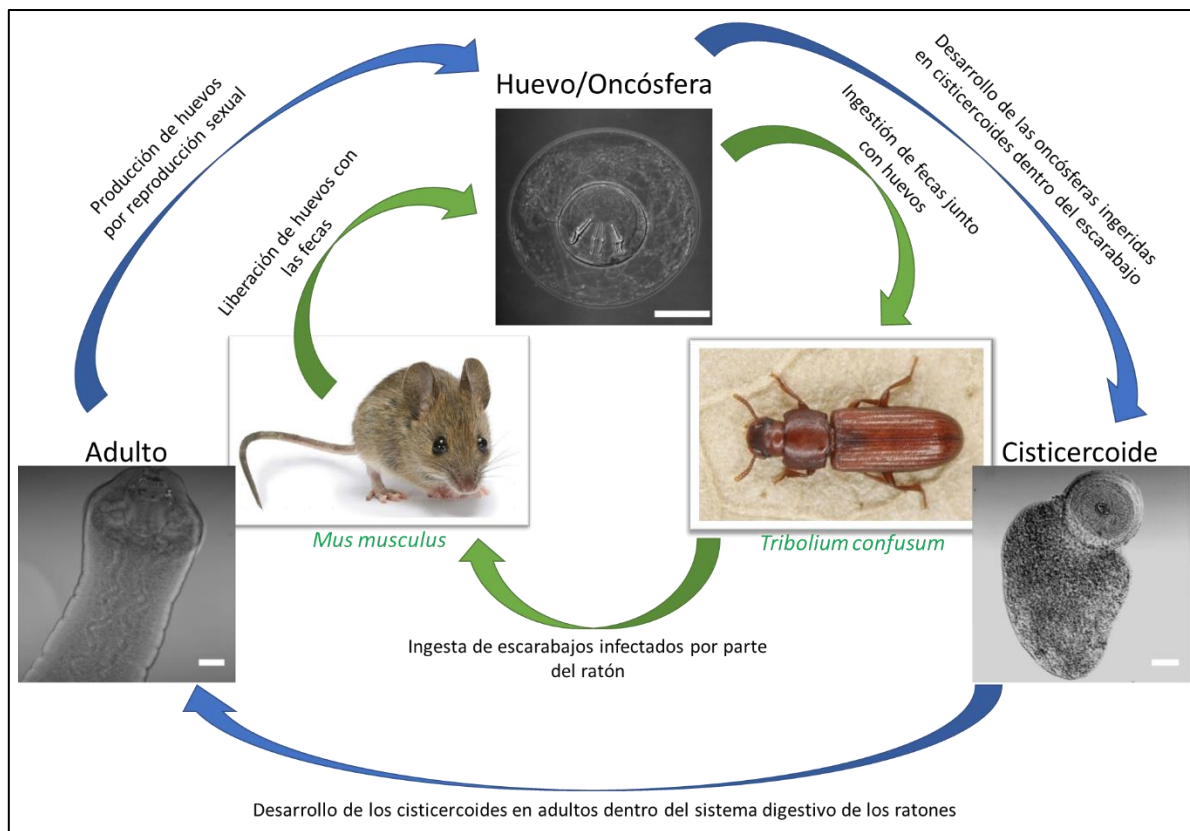 Huevo/Oncósfera
Producción de huevos
por reproducción sexual
Liberación de huevos con
las fecas
Ingestión de fecas junto
con huevos
Desarrollo de las oncósferas ingeridas
en cisticercoides dentro del escarabajo
Adulto
Cisticercoide
Mus musculus
Tribolium confusum
Ingesta de escarabajos infectados por parte
del ratón
Desarrollo de los cisticercoides en adultos dentro del sistema digestivo de los ratones